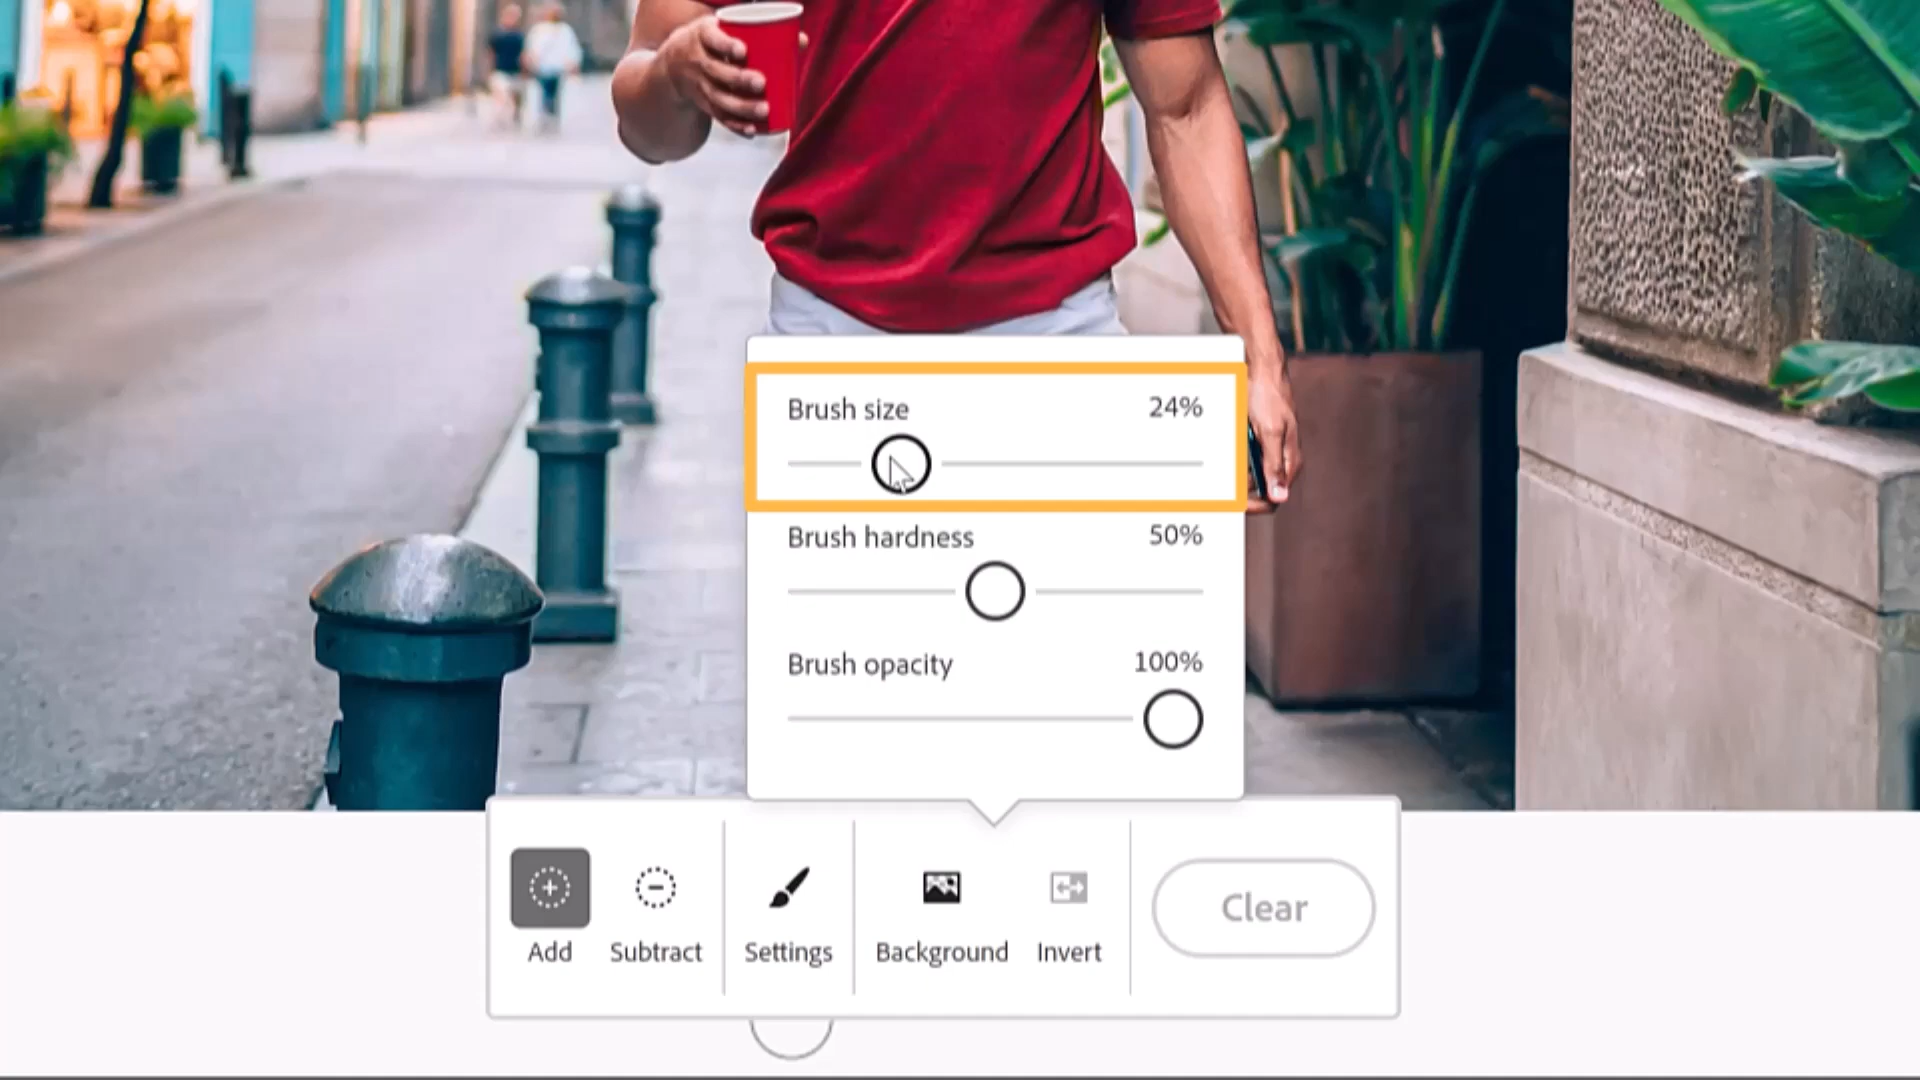 Brush size 24%
Brush hardness 50%
Brush opacity 100%
Add Subtract Settings Background Invert Clear